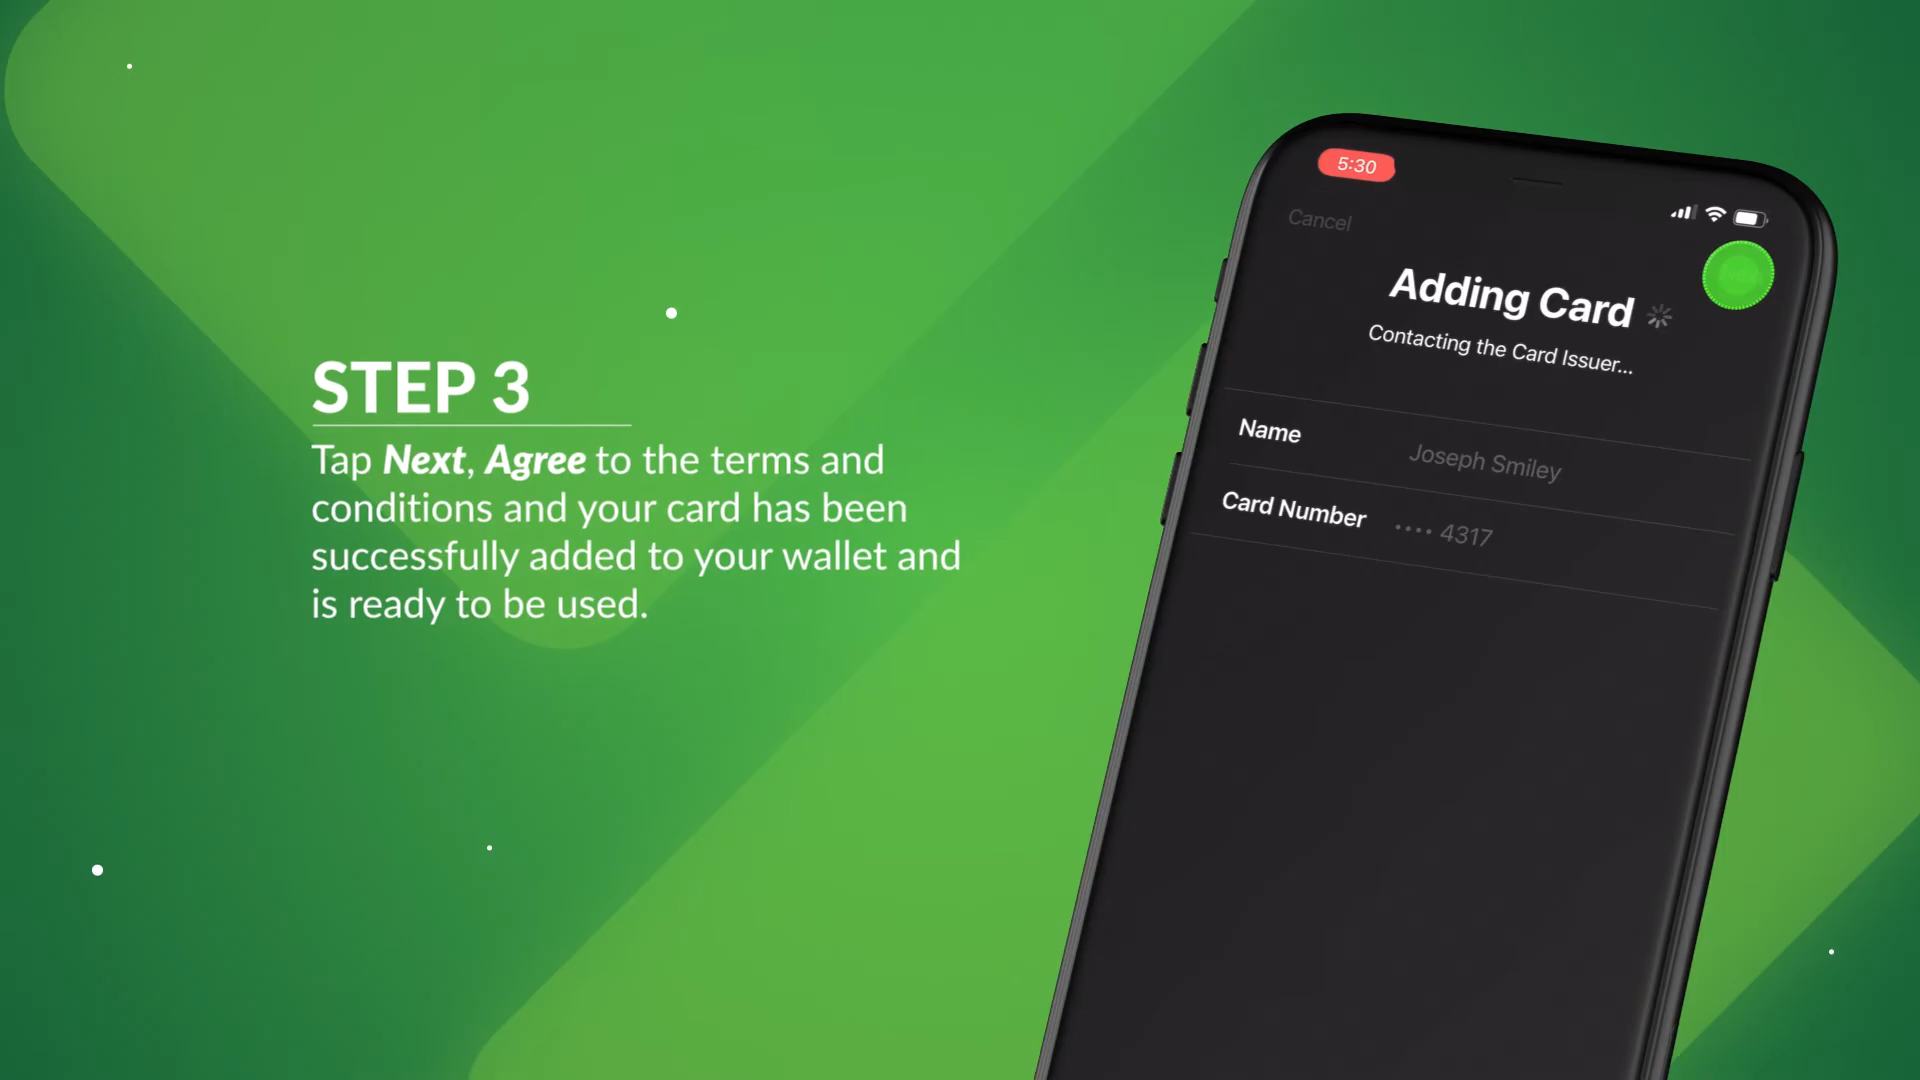 STEP 3
Tap Next, Agree to the terms and
conditions and your card has been
successfully added to your wallet and
is ready to be used.
5:30
Cancel
Adding Card
Contacting the Card Issuer...
Name Joseph Smiley
Card Number •••• 4317